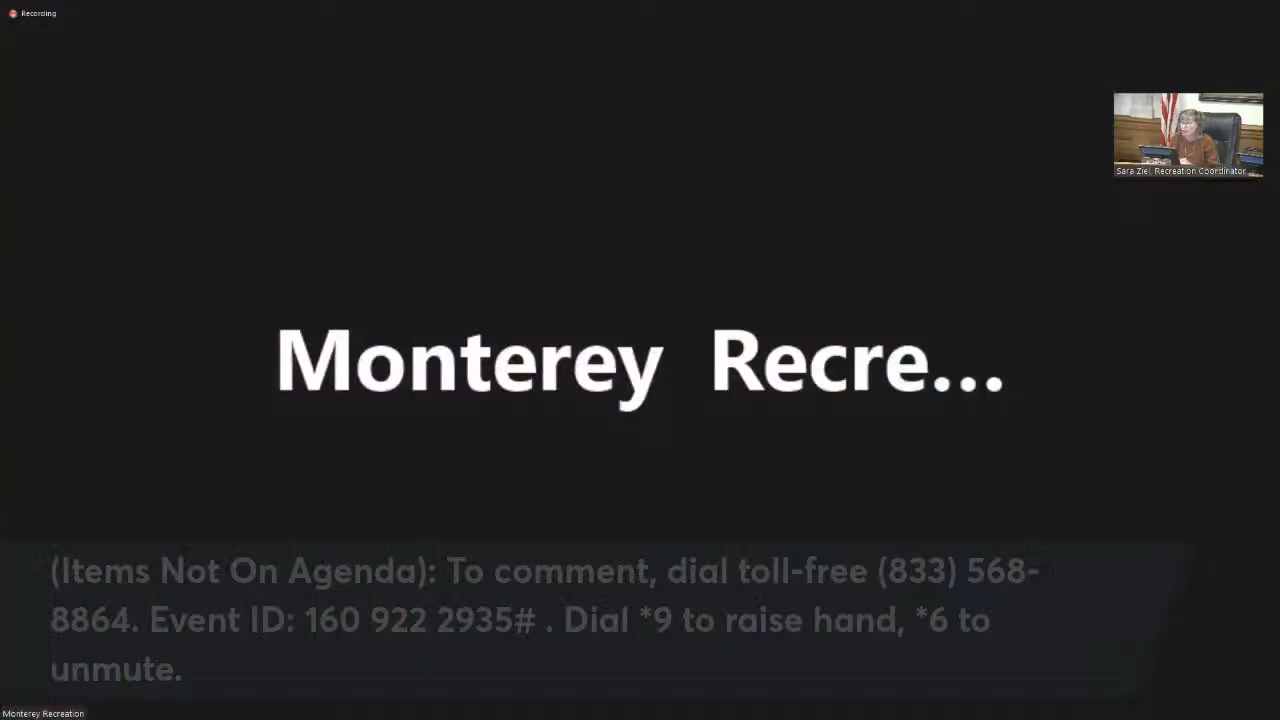 Recording
Sara Ziel, Recreation Coordinator
Monterey Recre...
(Items Not On Agenda): To comment, dial toll-free (833) 568-
8864. Event ID: 160 922 2935# . Dial *9 to raise hand, *6 to
unmute.
Monterey Recreation